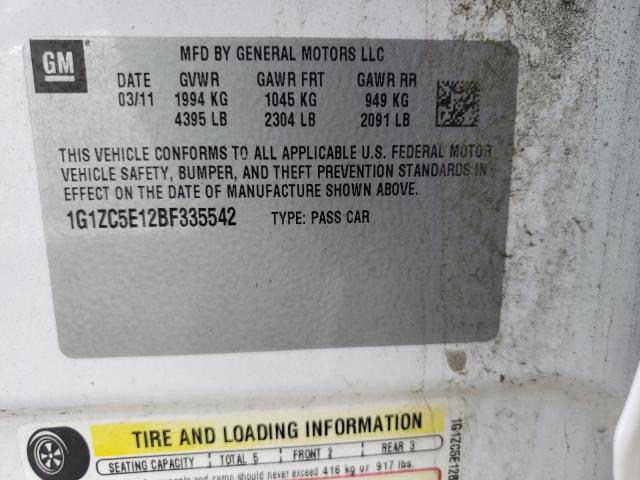 GM
MFD BY GENERAL MOTORS LLC
DATE GVWR GAWR FRT GAWR RR
03/11 1994 KG 1045 KG 949 KG
4395 LB 2304 LB 2091 LB
THIS VEHICLE CONFORMS TO ALL APPLICABLE U.S. FEDERAL MOTOR
VEHICLE SAFETY, BUMPER, AND THEFT PREVENTION STANDARDS IN
EFFECT ON THE DATE OF MANUFACTURE SHOWN ABOVE.
1G1ZC5E12BF335542 TYPE: PASS CAR
TIRE AND LOADING INFORMATION
SEATING CAPACITY TOTAL 5 FRONT 2 REAR 3
and cargo should never exceed 416 kg or 917 lbs.
1G1ZC5E12B